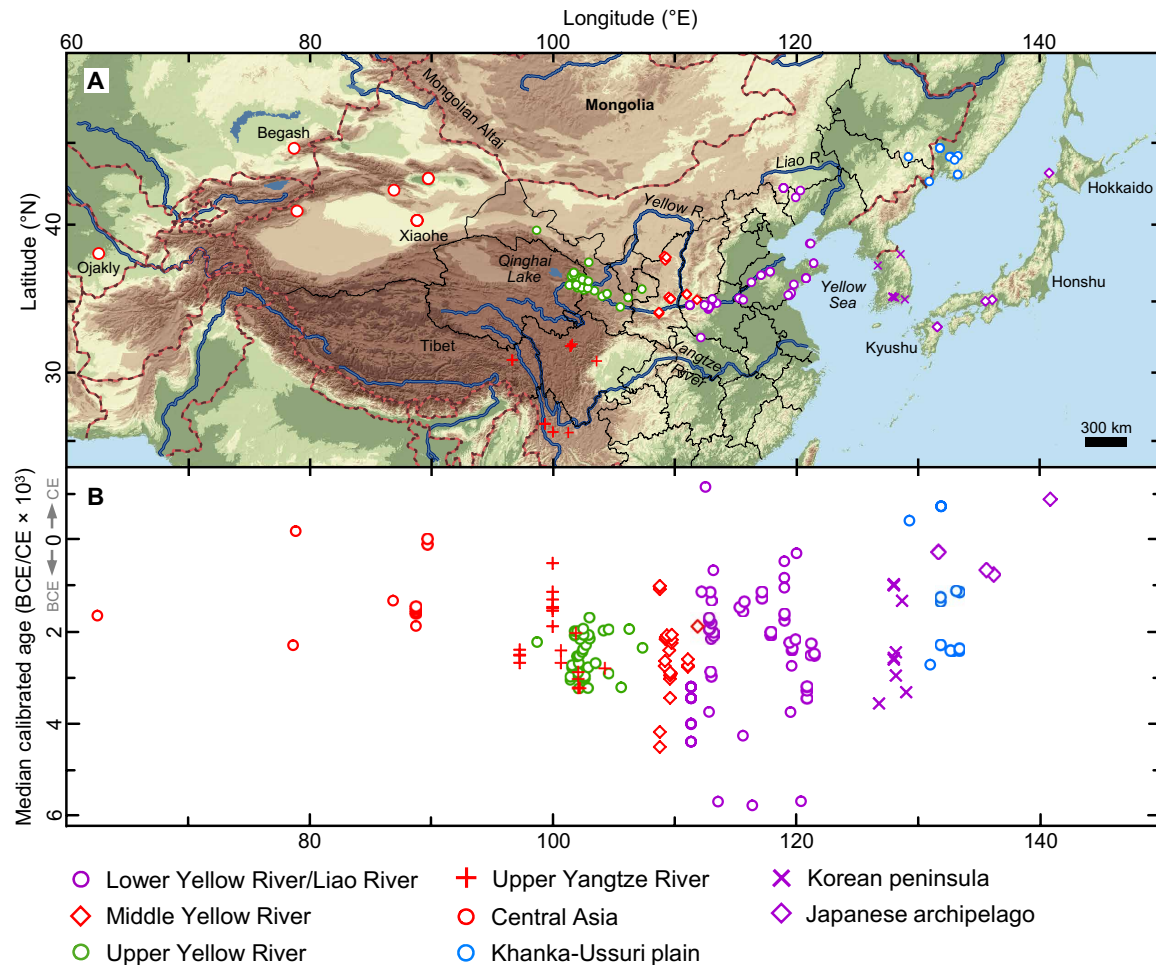 Longitude (°E)
60 80 100 120 140
A
Mongolian Altai
Mongolia
Begash
Liao R.
Hokkaido
Yellow R.
40
Xiaohe
Qinghai Lake
Ojakly
Latitude (°N)
Yellow Sea
Honshu
Tibet
Kyushu
Yangtze River
30
300 km
B
Median calibrated age (BCE/CE × 10³)
BCE CE
0
2
4
6
80 100 120 140
Lower Yellow River/Liao River
Upper Yangtze River
Korean peninsula
Middle Yellow River
Central Asia
Japanese archipelago
Upper Yellow River
Khanka-Ussuri plain